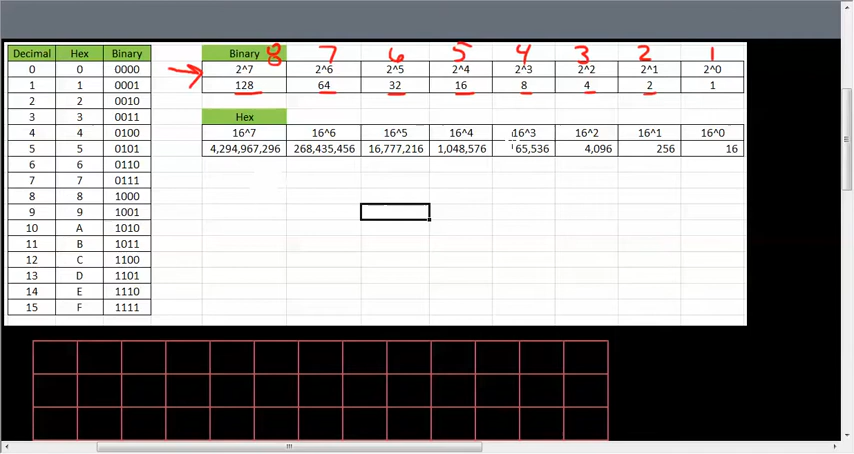 8 7 6 5 4 3 2 1
Decimal Hex Binary Binary
0 0 0000 2^7 2^6 2^5 2^4 2^3 2^2 2^1 2^0
1 1 0001 128 64 32 16 8 4 2 1
2 2 0010
3 3 0011 Hex
4 4 0100 16^7 16^6 16^5 16^4 16^3 16^2 16^1 16^0
5 5 0101 4,294,967,296 268,435,456 16,777,216 1,048,576 65,536 4,096 256 16
6 6 0110
7 7 0111
8 8 1000
9 9 1001
10 A 1010
11 B 1011
12 C 1100
13 D 1101
14 E 1110
15 F 1111